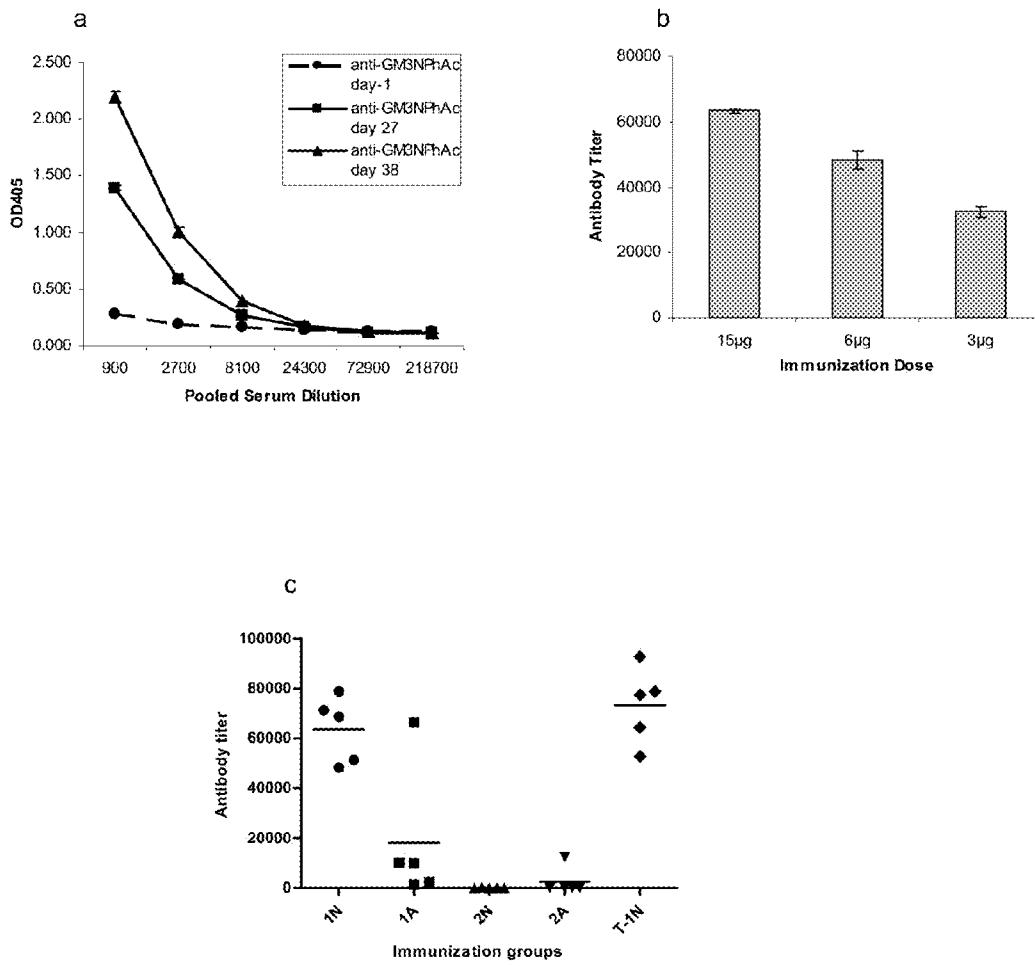 a
OD405
2.500
2.000
1.500
1.000
0.500
0.000
900
2700
8100
24300
72900
218700
Pooled Serum Dilution
anti-GM3NPhAc
day-1
anti-GM3NPhAc
day 27
anti-GM3NPhAc
day 38
b
Antibody Titer
80000
60000
40000
20000
0
15µg
6µg
3µg
Immunization Dose
c
Antibody titer
100000
80000
60000
40000
20000
0
1N
1A
2N
2A
T-1N
Immunization groups